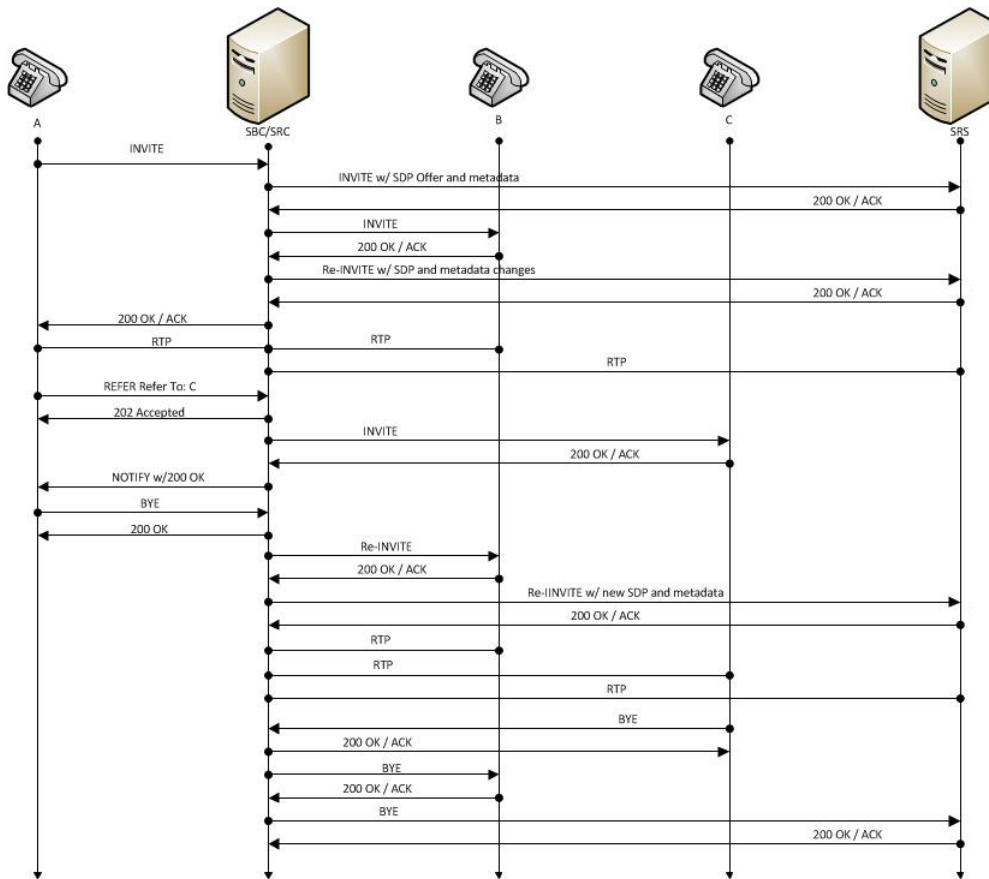 A
SBC/SRC
B
C
SRS
INVITE
INVITE w/ SDP Offer and metadata
200 OK / ACK
INVITE
200 OK / ACK
Re-INVITE w/ SDP and metadata changes
200 OK / ACK
200 OK / ACK
RTP
RTP
RTP
REFER Refer To: C
202 Accepted
INVITE
200 OK / ACK
NOTIFY w/200 OK
BYE
200 OK
Re-INVITE
200 OK / ACK
Re-IINVITE w/ new SDP and metadata
200 OK / ACK
RTP
RTP
RTP
BYE
200 OK / ACK
BYE
200 OK / ACK
BYE
200 OK / ACK